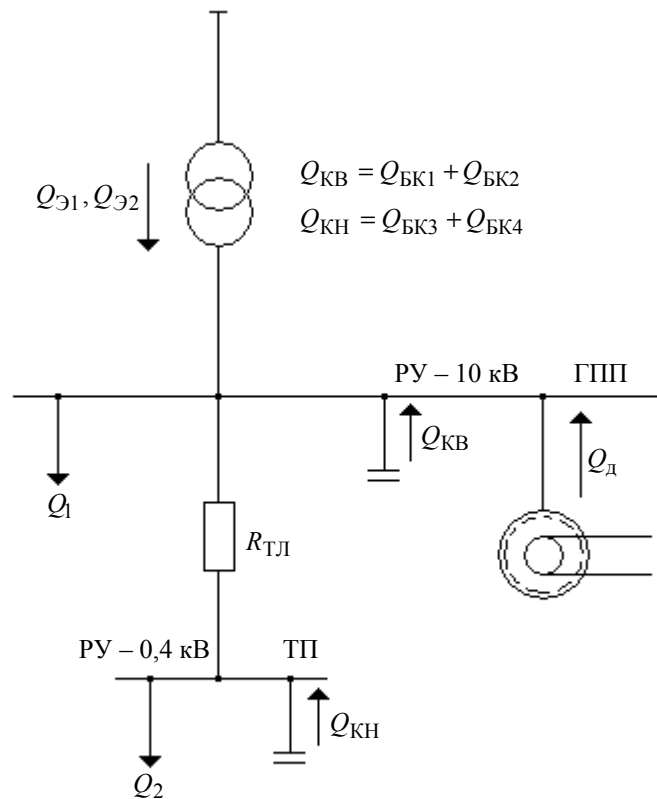 Q_Э1, Q_Э2
Q_КВ = Q_БК1 + Q_БК2
Q_КН = Q_БК3 + Q_БК4
РУ – 10 кВ ГПП
Q_КВ
Q_д
Q_1
R_ТЛ
РУ – 0,4 кВ ТП
Q_КН
Q_2